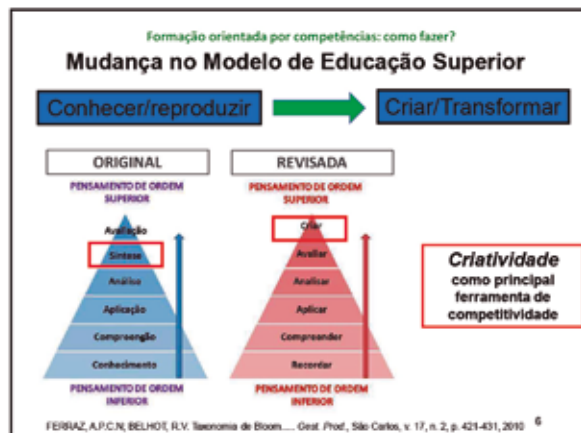 Formação orientada por competências: como fazer?
Mudança no Modelo de Educação Superior
Conhecer/reproduzir
Criar/Transformar
ORIGINAL
PENSAMENTO DE ORDEM
SUPERIOR
Avaliação
Síntese
Análise
Aplicação
Compreensão
Conhecimento
PENSAMENTO DE ORDEM
INFERIOR
REVISADA
PENSAMENTO DE ORDEM
SUPERIOR
Criar
Avaliar
Analisar
Aplicar
Compreender
Recordar
PENSAMENTO DE ORDEM
INFERIOR
Criatividade
como principal
ferramenta de
competitividade
FERRAZ, A.P.C.N; BELHOT, R.V. Taxonomia de Bloom..... Gest. Prod., São Carlos, v. 17, n. 2, p. 421-431, 2010
6